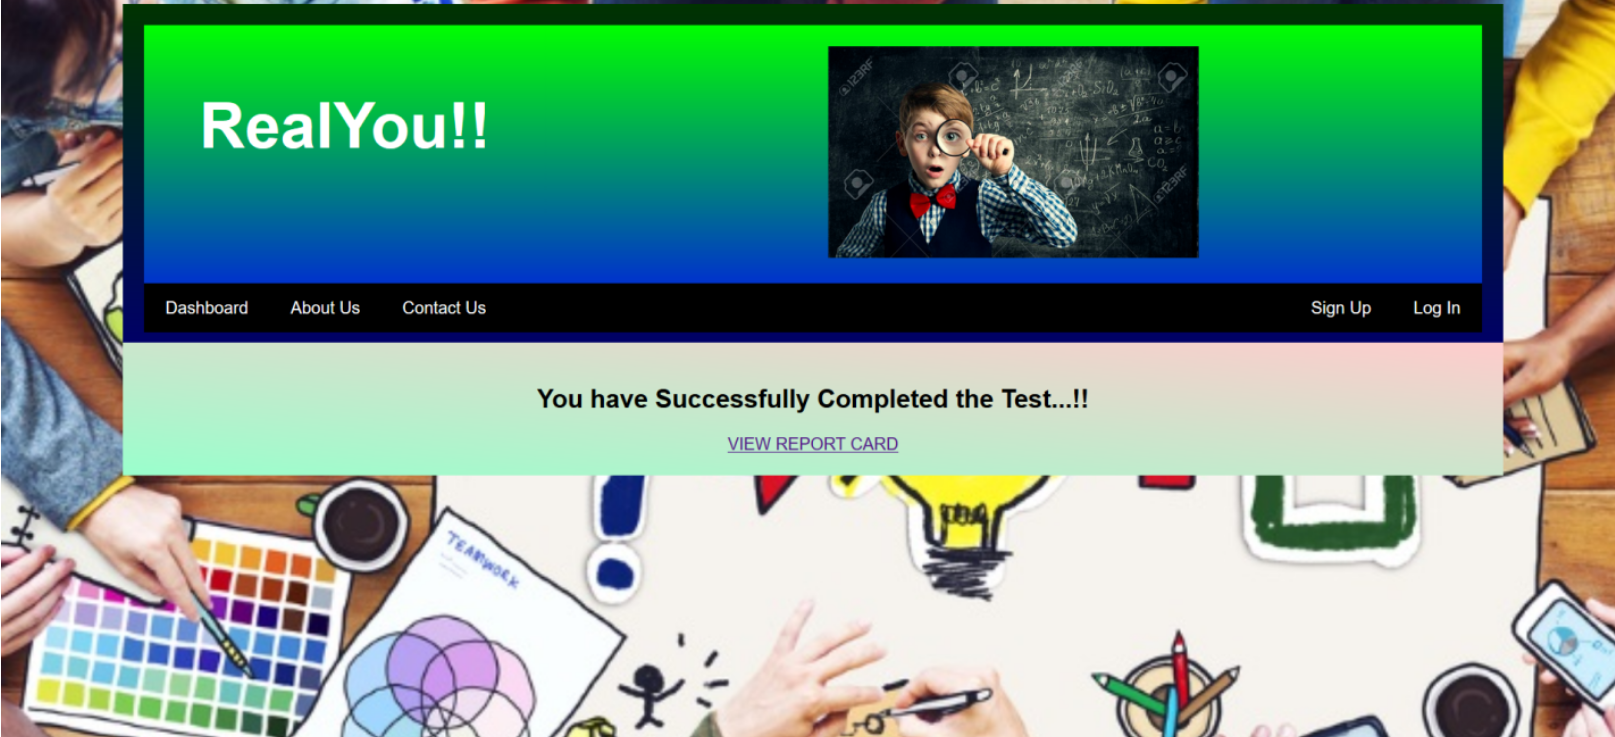 RealYou!!
123RF
Dashboard About Us Contact Us Sign Up Log In
You have Successfully Completed the Test...!!
VIEW REPORT CARD
TEAMWORK